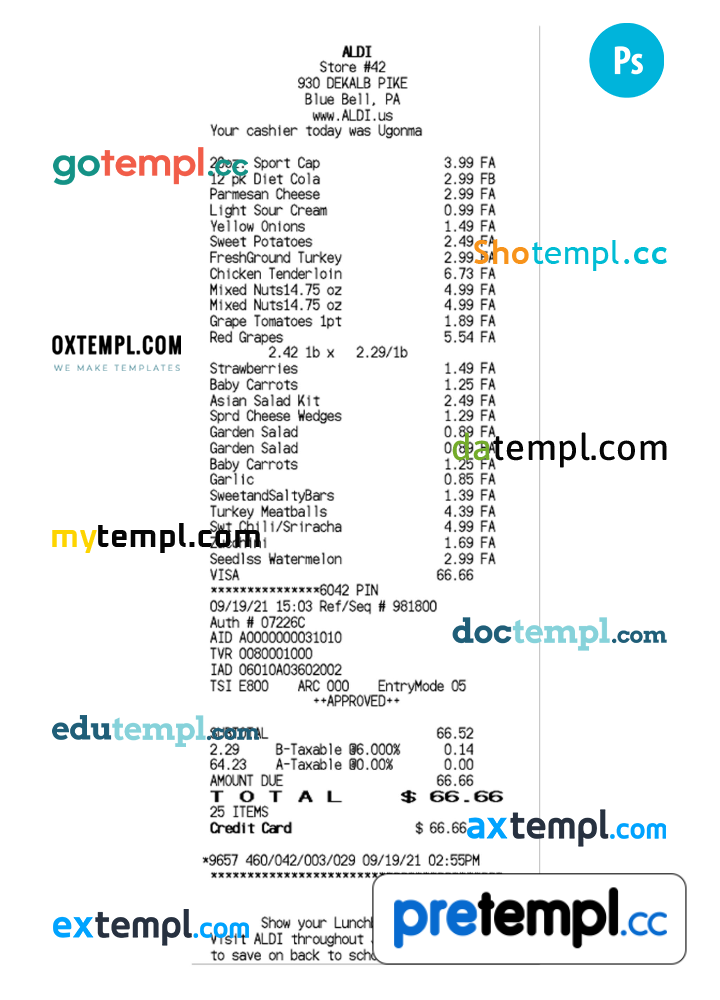 Ps
ALDI
Store #42
930 DEKALB PIKE
Blue Bell, PA
www.ALDI.us
Your cashier today was Ugonma
gotempl.cc
20oz. Sport Cap 3.99 FA
12 pk Diet Cola 2.99 FB
Parmesan Cheese 2.99 FA
Light Sour Cream 0.99 FA
Yellow Onions 1.49 FA
Sweet Potatoes 2.49 FA
Shotempl.cc
FreshGround Turkey 2.99 FA
Chicken Tenderloin 6.73 FA
Mixed Nuts14.75 oz 4.99 FA
Mixed Nuts14.75 oz 4.99 FA
Grape Tomatoes 1pt 1.89 FA
Red Grapes 5.54 FA
OXTEMPL.COM
2.42 1b x 2.29/1b
WE MAKE TEMPLATES
Strawberries 1.49 FA
Baby Carrots 1.25 FA
Asian Salad Kit 2.49 FA
Sprd Cheese Wedges 1.29 FA
Garden Salad 0.89 FA
Garden Salad 0.89 FA
datempl.com
Baby Carrots 1.25 FA
Garlic 0.85 FA
SweetandSaltyBars 1.39 FA
Turkey Meatballs 4.39 FA
Swt Chili/Sriracha 4.99 FA
mytempl.com
Zucchini 1.69 FA
Seedlss Watermelon 2.99 FA
VISA 66.66
***************6042 PIN
09/19/21 15:03 Ref/Seq # 981800
Auth # 07226C
AID A0000000031010
doctempl.com
TVR 0080001000
IAD 06010A03602002
TSI E800 ARC 000 EntryMode 05
++APPROVED++
edutempl.com
SUBTOTAL 66.52
2.29 B-Taxable @6.000% 0.14
64.23 A-Taxable @0.00% 0.00
AMOUNT DUE 66.66
TOTAL $ 66.66
25 ITEMS
Credit Card $ 66.66
axtempl.com
*9657 460/042/003/029 09/19/21 02:55PM
****************************************
pretempl.cc
extempl.com
Show your
Visit ALDI throughout
to save on back to